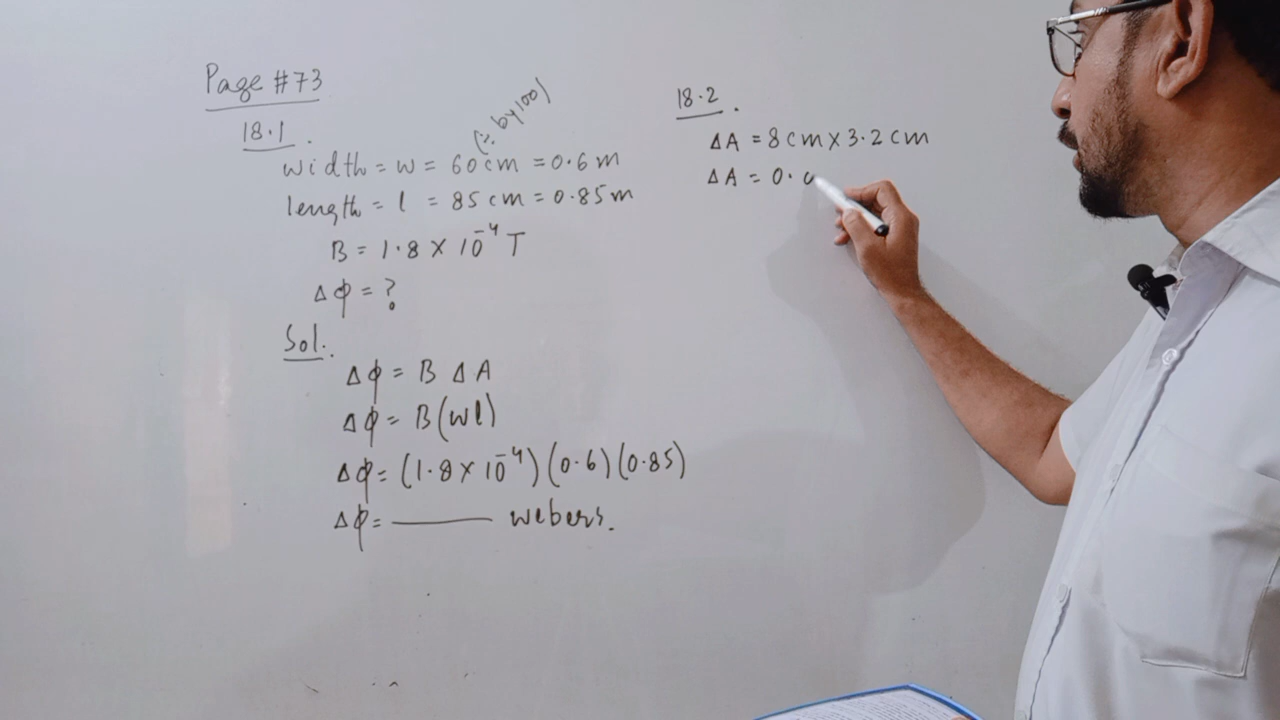 Page #73
18.1.
(÷ by 100)
width = w = 60 cm = 0.6 m
length = l = 85 cm = 0.85 m
B = 1.8 × 10⁻⁴ T
Δϕ = ?
Sol.
Δϕ = B ΔA
Δϕ = B(wl)
Δϕ = (1.8 × 10⁻⁴)(0.6)(0.85)
Δϕ = ——— webers.
18.2.
ΔA = 8 cm × 3.2 cm
ΔA = 0.